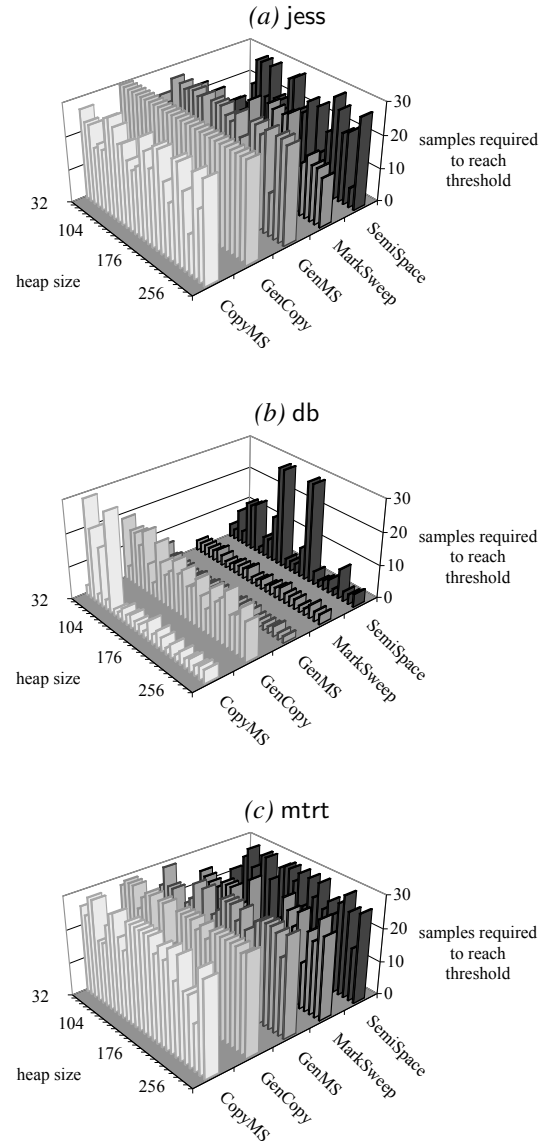 (a) jess
30
20
10
0
samples required
to reach
threshold
32
104
176
256
heap size
CopyMS
GenCopy
GenMS
MarkSweep
SemiSpace
(b) db
30
20
10
0
samples required
to reach
threshold
32
104
176
256
heap size
CopyMS
GenCopy
GenMS
MarkSweep
SemiSpace
(c) mtrt
30
20
10
0
samples required
to reach
threshold
32
104
176
256
heap size
CopyMS
GenCopy
GenMS
MarkSweep
SemiSpace